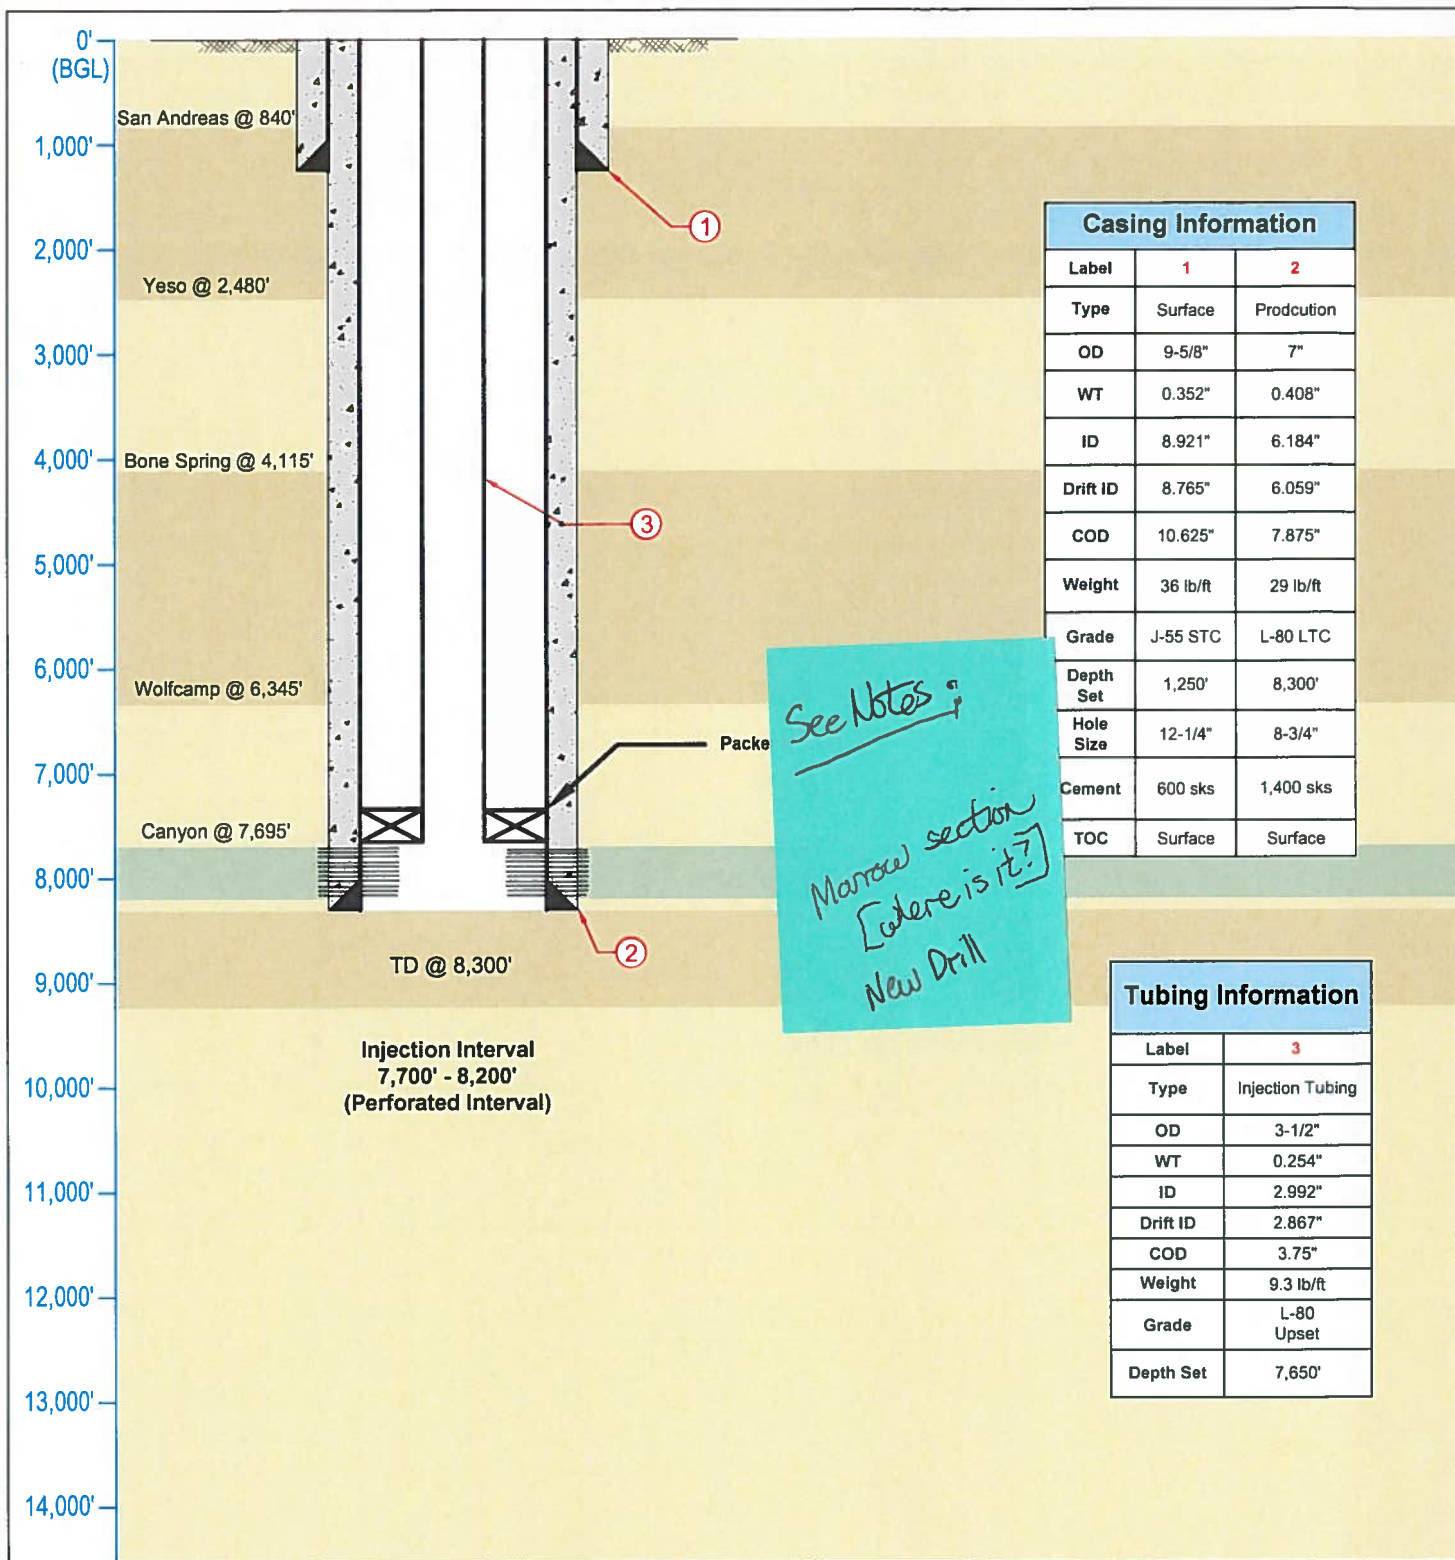 0'
(BGL)
San Andreas @ 840'
1,000'
2,000'
Yeso @ 2,480'
3,000'
4,000'
Bone Spring @ 4,115'
5,000'
6,000'
Wolfcamp @ 6,345'
7,000'
Canyon @ 7,695'
8,000'
9,000'
10,000'
11,000'
12,000'
13,000'
14,000'
1
3
Packe
2
TD @ 8,300'
Injection Interval
7,700' - 8,200'
(Perforated Interval)
See Notes:
Morrow section
[where is it?]
New Drill
Casing Information
Label 1 2
Type Surface Prodcution
OD 9-5/8" 7"
WT 0.352" 0.408"
ID 8.921" 6.184"
Drift ID 8.765" 6.059"
COD 10.625" 7.875"
Weight 36 lb/ft 29 lb/ft
Grade J-55 STC L-80 LTC
Depth Set 1,250' 8,300'
Hole Size 12-1/4" 8-3/4"
Cement 600 sks 1,400 sks
TOC Surface Surface
Tubing Information
Label 3
Type Injection Tubing
OD 3-1/2"
WT 0.254"
ID 2.992"
Drift ID 2.867"
COD 3.75"
Weight 9.3 lb/ft
Grade L-80 Upset
Depth Set 7,650'